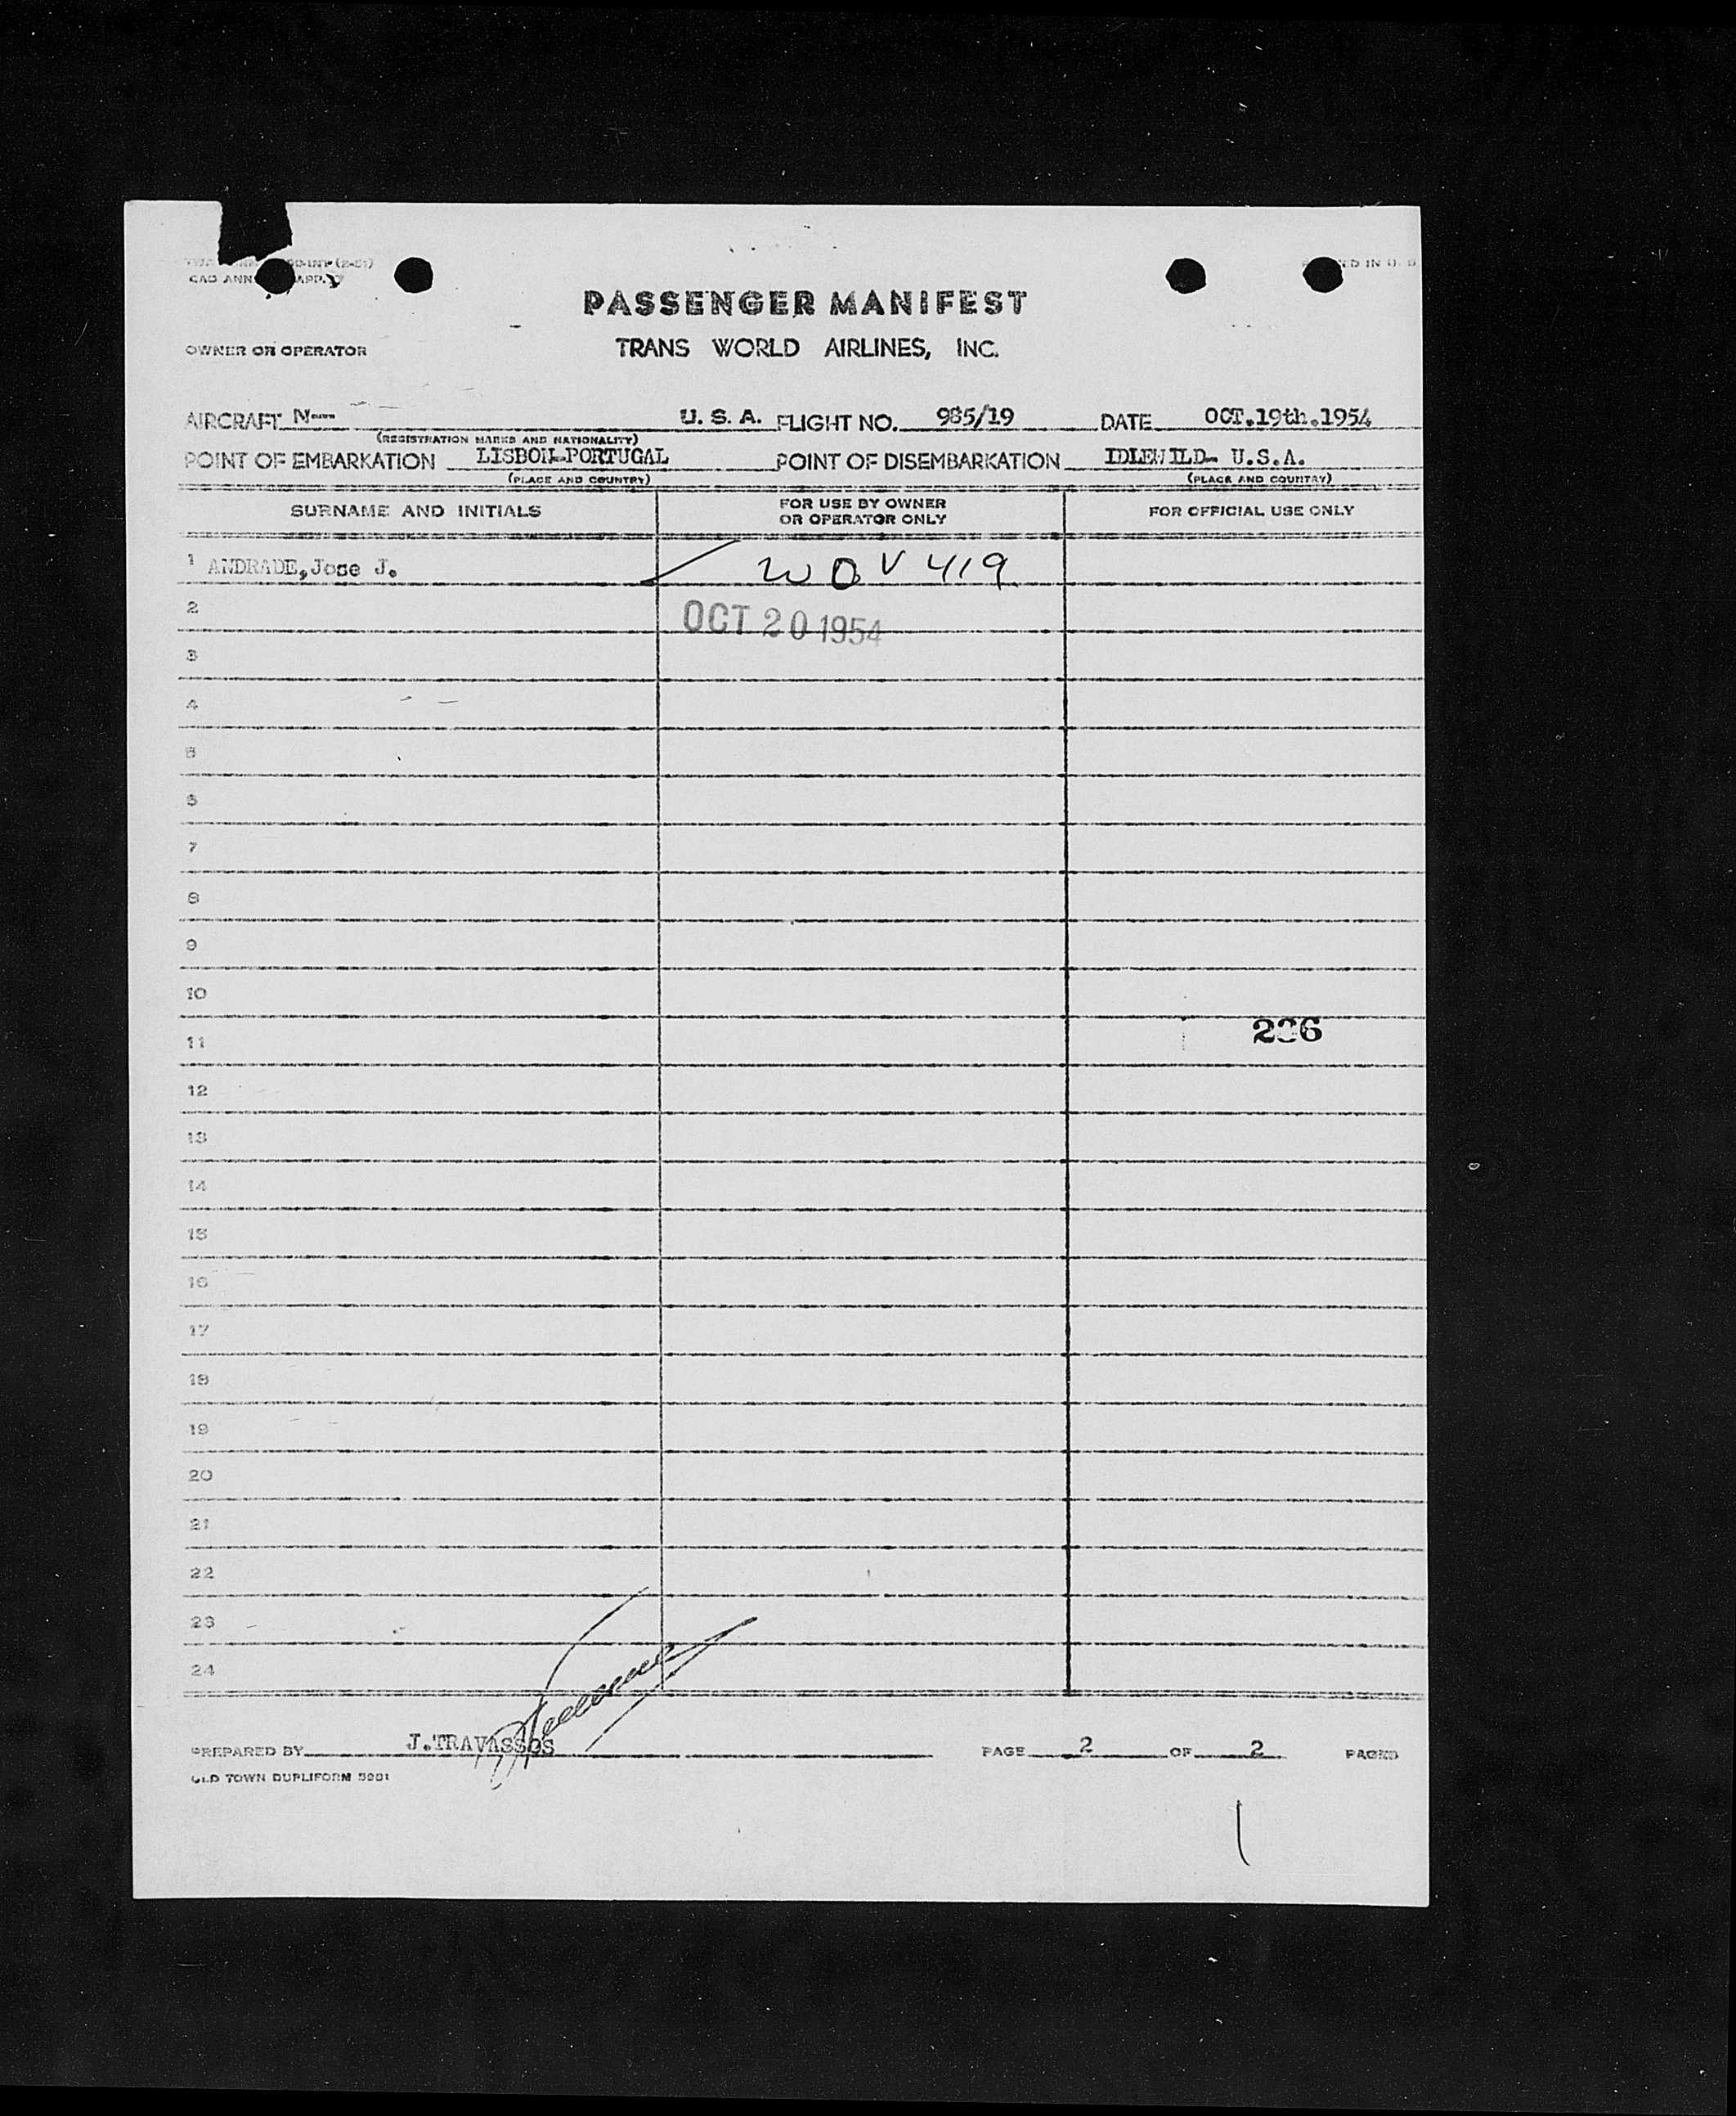 CAO ANN
PASSENGER MANIFEST
OWNER OR OPERATOR TRANS WORLD AIRLINES, INC.
AIRCRAFT N--- U. S. A. FLIGHT NO. 985/19 DATE OCT.19th.1954
(REGISTRATION MARKS AND NATIONALITY)
POINT OF EMBARKATION LISBON-PORTUGAL POINT OF DISEMBARKATION IDLEWILD- U.S.A.
(PLACE AND COUNTRY) (PLACE AND COUNTRY)
SURNAME AND INITIALS FOR USE BY OWNER OR OPERATOR ONLY FOR OFFICIAL USE ONLY
1 ANDRADE,Jose J. 419
2 OCT 20 1954
3
4
5
6
7
8
9
10
11
12
13
14
15
16
17
18
19
20
21
22
23
24
PREPARED BY J.TRAVASSOS PAGE 2 OF 2 PAGES
OLD TOWN DUPLIFORM